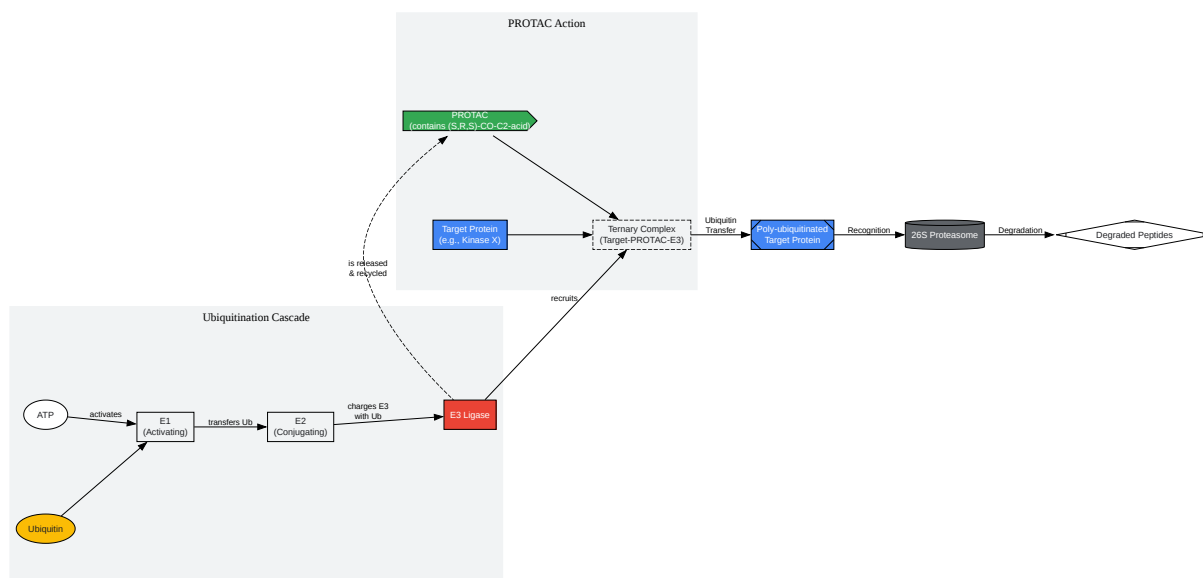 PROTAC Action
PROTAC
(contains (S,R,S)-CO-C2-acid)
Target Protein
(e.g., Kinase X)
Ternary Complex
(Target-PROTAC-E3)
Ubiquitin
Transfer
Poly-ubiquitinated
Target Protein
Recognition
26S Proteasome
Degradation
Degraded Peptides
is released
& recycled
recruits
Ubiquitination Cascade
ATP
activates
E1
(Activating)
transfers Ub
E2
(Conjugating)
charges E3
with Ub
E3 Ligase
Ubiquitin